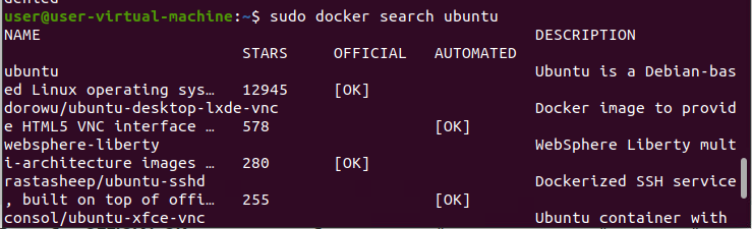 user@user-virtual-machine:~$ sudo docker search ubuntu
NAME DESCRIPTION
STARS OFFICIAL AUTOMATED
ubuntu Ubuntu is a Debian-bas
ed Linux operating sys… 12945 [OK]
dorowu/ubuntu-desktop-lxde-vnc Docker image to provid
e HTML5 VNC interface … 578 [OK]
websphere-liberty WebSphere Liberty mult
i-architecture images … 280 [OK]
rastasheep/ubuntu-sshd Dockerized SSH service
, built on top of offi… 255 [OK]
consol/ubuntu-xfce-vnc Ubuntu container with